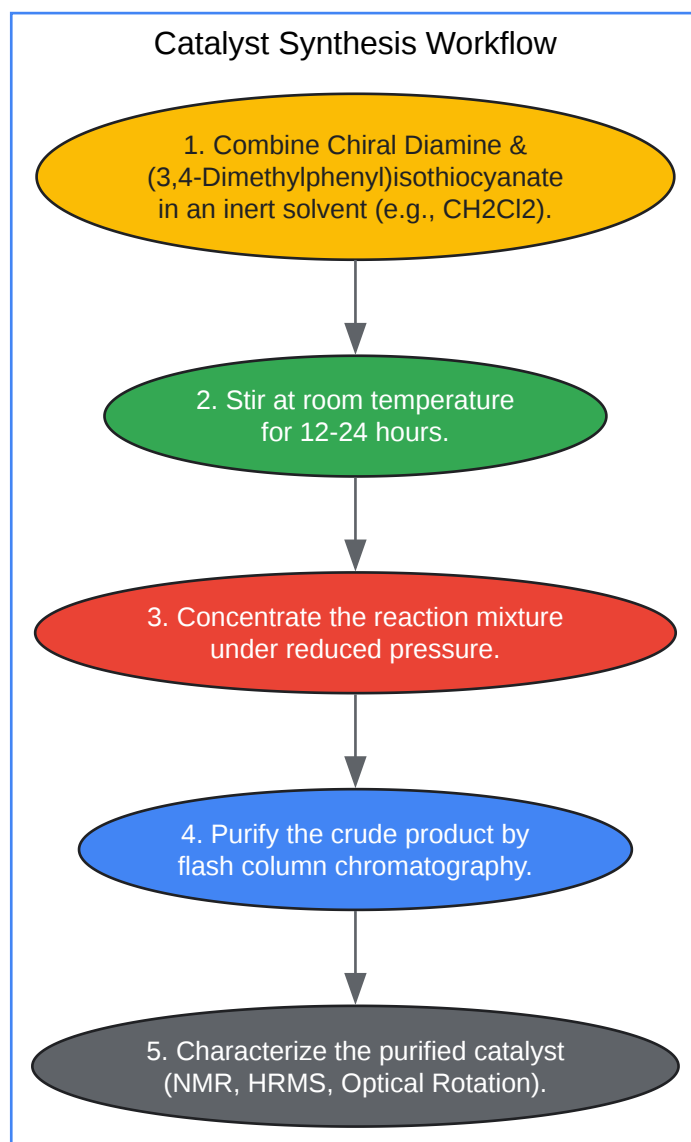 Catalyst Synthesis Workflow
1. Combine Chiral Diamine &
(3,4-Dimethylphenyl)isothiocyanate
in an inert solvent (e.g., CH2Cl2).
2. Stir at room temperature
for 12-24 hours.
3. Concentrate the reaction mixture
under reduced pressure.
4. Purify the crude product by
flash column chromatography.
5. Characterize the purified catalyst
(NMR, HRMS, Optical Rotation).